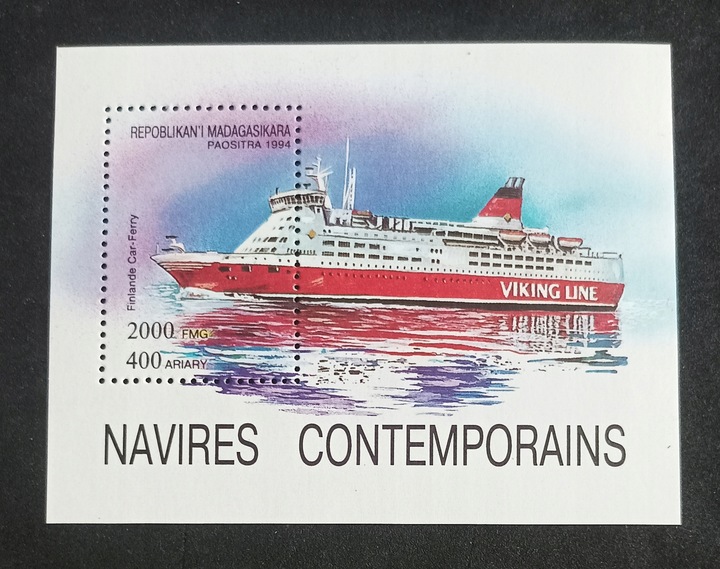 REPOBLIKAN'I MADAGASIKARA
PAOSITRA 1994
Finlande Car-Ferry
VIKING LINE
2000 FMG
400 ARIARY
NAVIRES CONTEMPORAINS